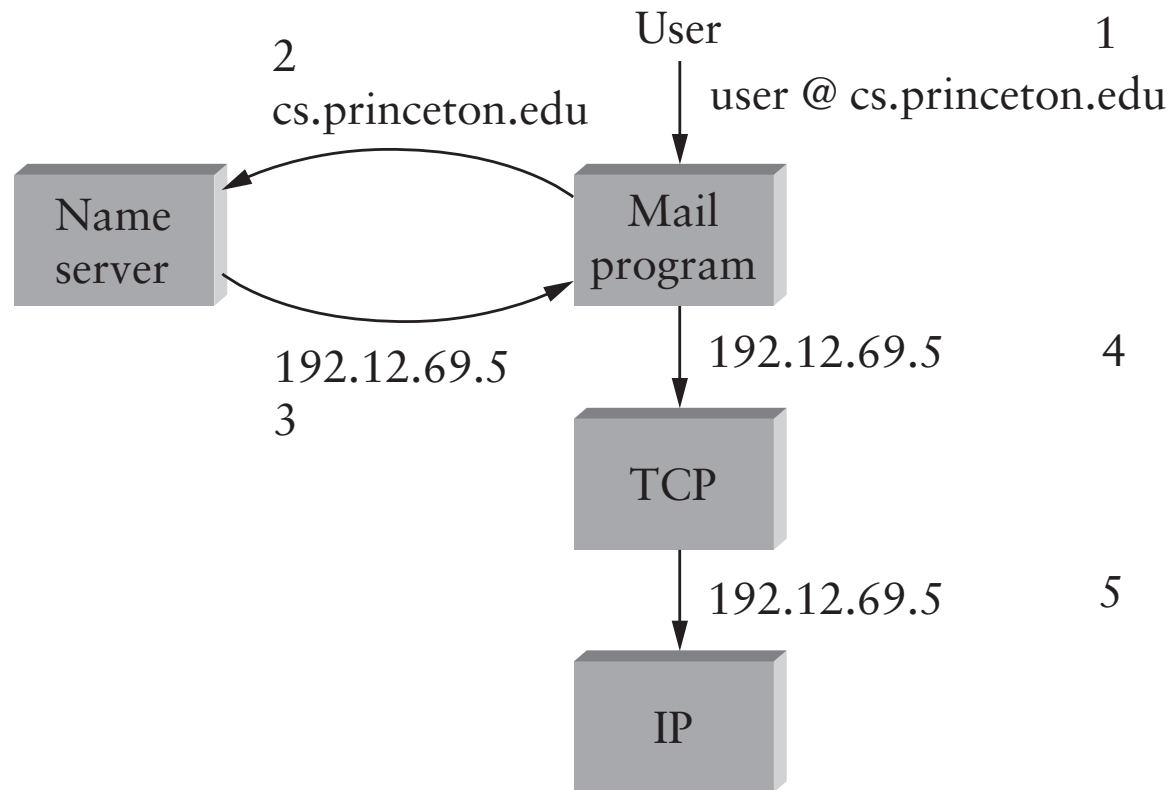 User
1
user @ cs.princeton.edu
2
cs.princeton.edu
Name
server
Mail
program
192.12.69.5
3
192.12.69.5
4
TCP
192.12.69.5
5
IP